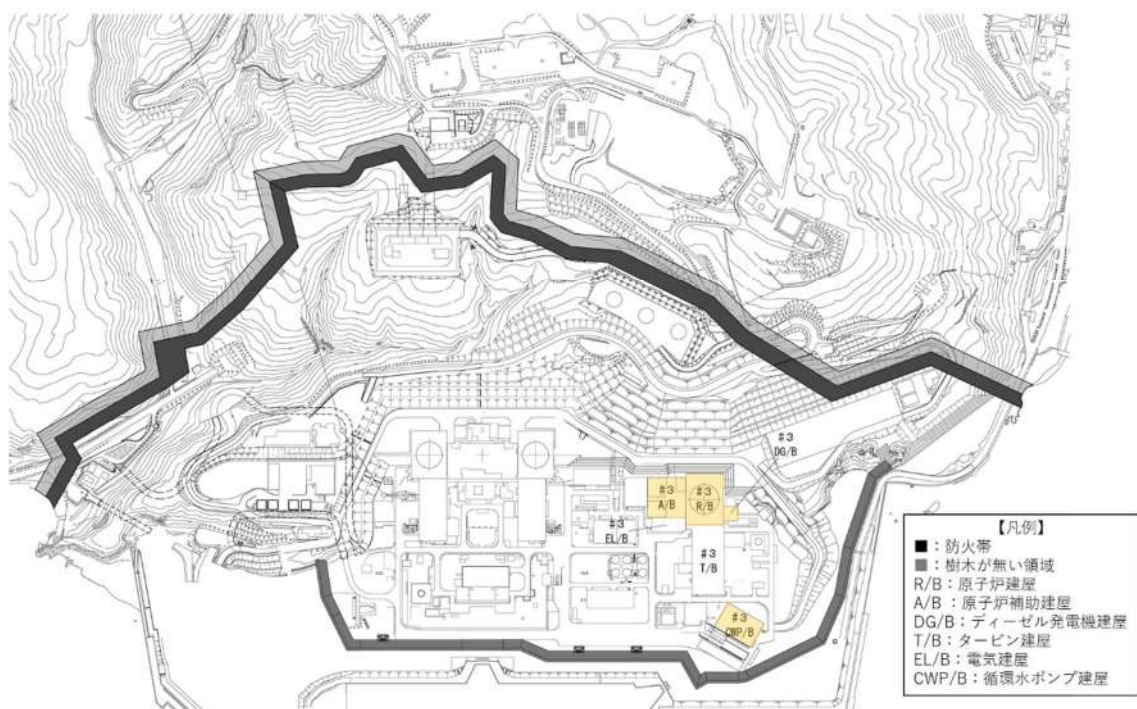 #3
DG/B
#3
A/B
#3
R/B
#3
EL/B
#3
T/B
#3
CWP/B
【凡例】
■：防火帯
■：樹木が無い領域
R/B：原子炉建屋
A/B：原子炉補助建屋
DG/B：ディーゼル発電機建屋
T/B：タービン建屋
EL/B：電気建屋
CWP/B：循環水ポンプ建屋